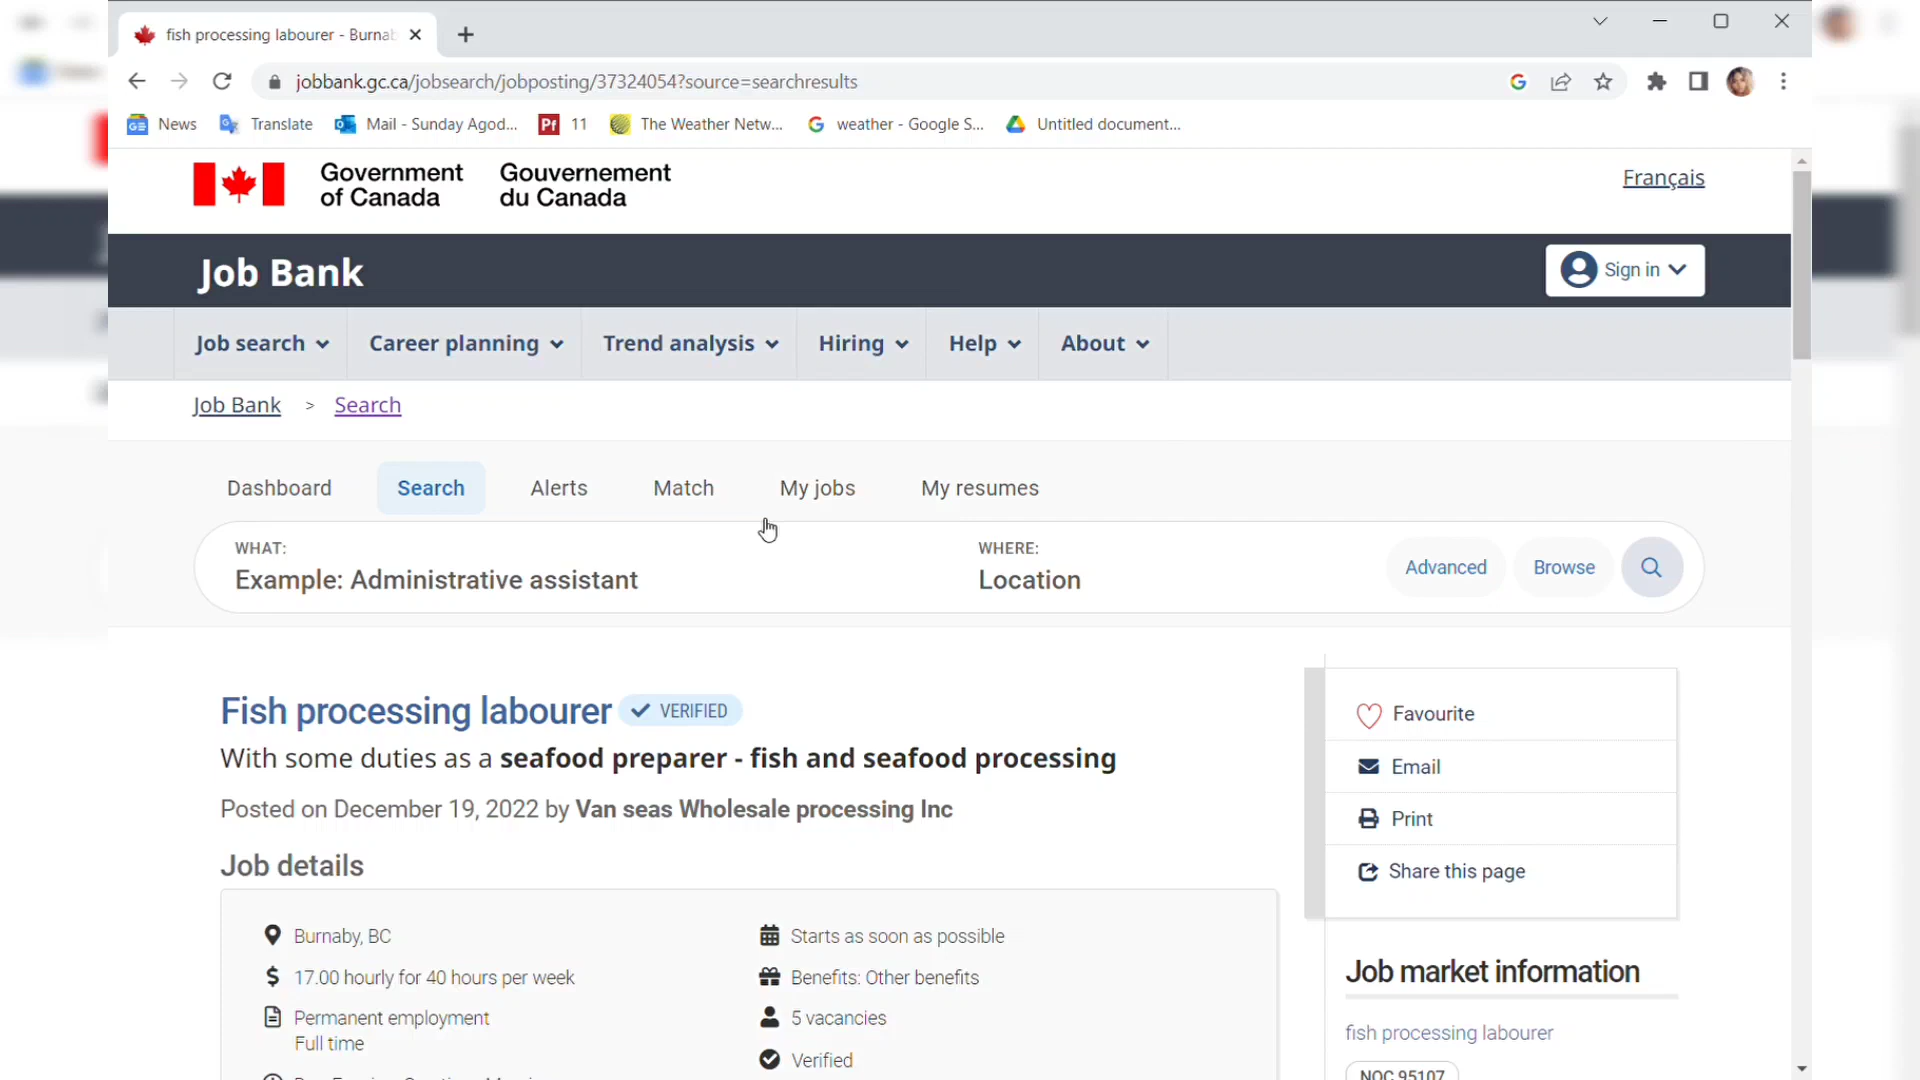 fish processing labourer - Burnab
jobbank.gc.ca/jobsearch/jobposting/37324054?source=searchresults
News
Translate
Mail - Sunday Agod...
11
The Weather Netw...
weather - Google S...
Untitled document...
Government of Canada
Gouvernement du Canada
Français
Job Bank
Sign in
Job search
Career planning
Trend analysis
Hiring
Help
About
Job Bank > Search
Dashboard
Search
Alerts
Match
My jobs
My resumes
WHAT:
Example: Administrative assistant
WHERE:
Location
Advanced
Browse
Fish processing labourer VERIFIED
With some duties as a seafood preparer - fish and seafood processing
Posted on December 19, 2022 by Van seas Wholesale processing Inc
Job details
Burnaby, BC
17.00 hourly for 40 hours per week
Permanent employment
Full time
Starts as soon as possible
Benefits: Other benefits
5 vacancies
Verified
Favourite
Email
Print
Share this page
Job market information
fish processing labourer
NOC 95107